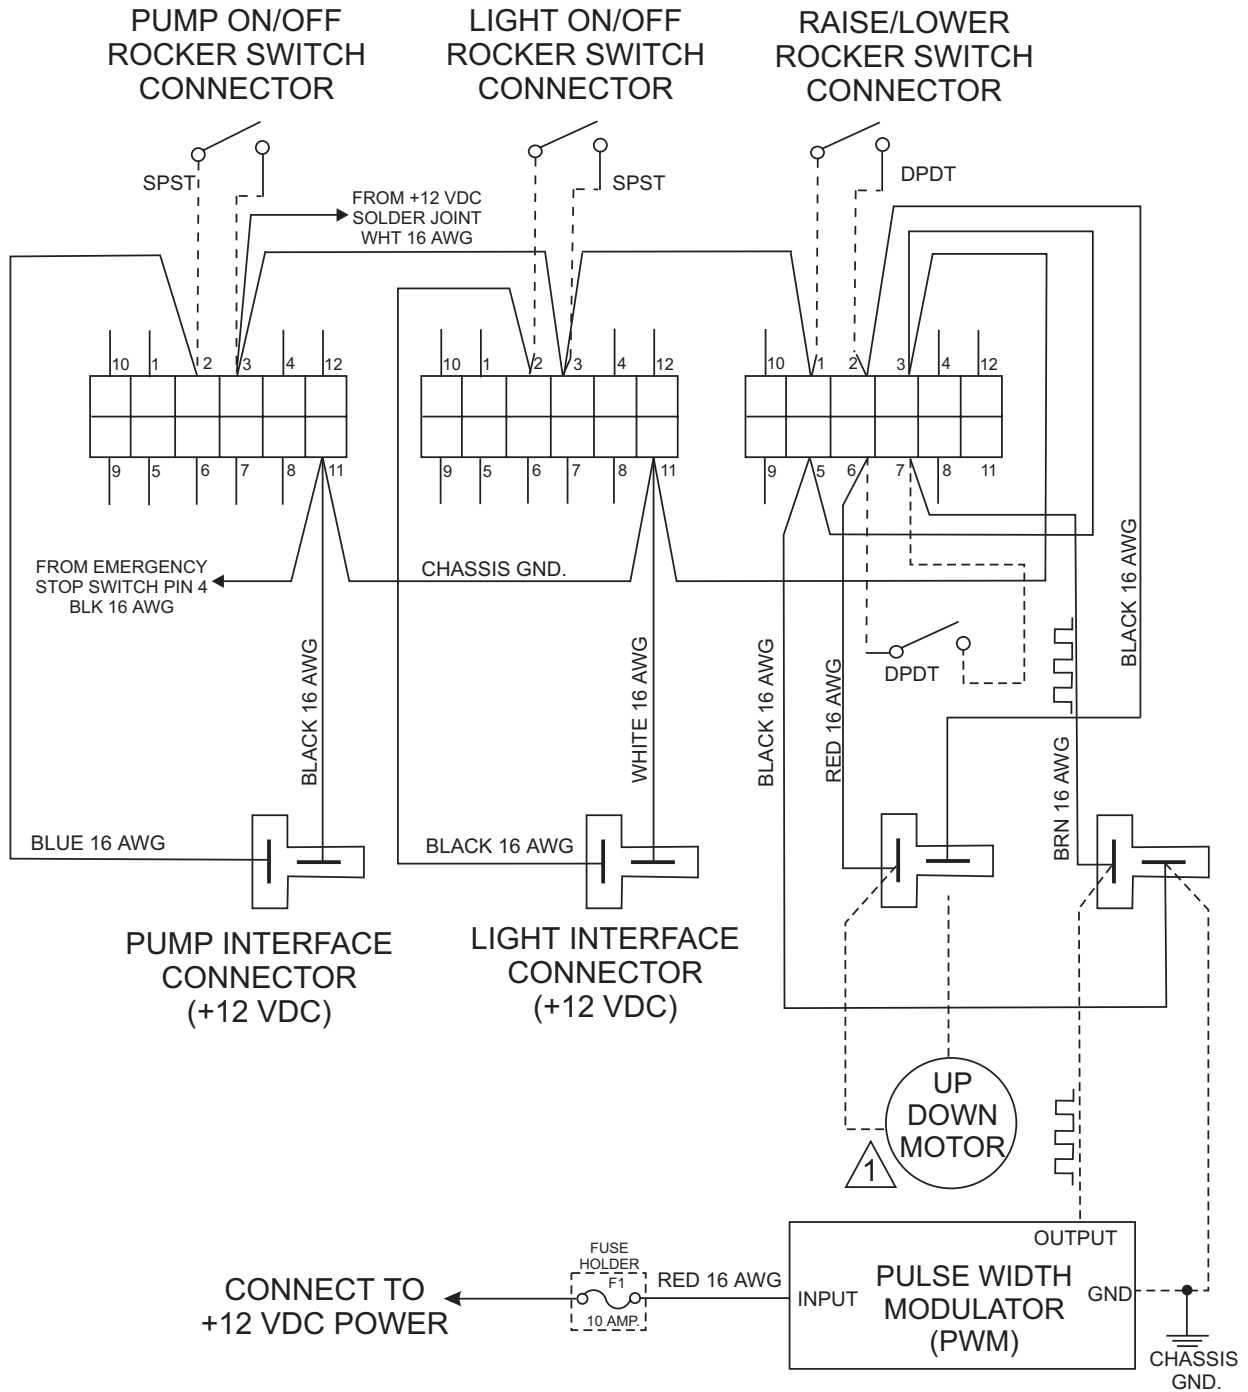 PUMP ON/OFF
ROCKER SWITCH
CONNECTOR
LIGHT ON/OFF
ROCKER SWITCH
CONNECTOR
RAISE/LOWER
ROCKER SWITCH
CONNECTOR
SPST
SPST
DPDT
FROM +12 VDC
SOLDER JOINT
WHT 16 AWG
10 1 2 3 4 12
10 1 2 3 4 12
10 1 2 3 4 12
9 5 6 7 8 11
9 5 6 7 8 11
9 5 6 7 8 11
FROM EMERGENCY
STOP SWITCH PIN 4
BLK 16 AWG
CHASSIS GND.
BLACK 16 AWG
WHITE 16 AWG
BLACK 16 AWG
RED 16 AWG
DPDT
BRN 16 AWG
BLACK 16 AWG
BLUE 16 AWG
BLACK 16 AWG
PUMP INTERFACE
CONNECTOR
(+12 VDC)
LIGHT INTERFACE
CONNECTOR
(+12 VDC)
UP
DOWN
MOTOR
1
OUTPUT
PULSE WIDTH
MODULATOR
(PWM)
INPUT
GND
CHASSIS
GND.
FUSE
HOLDER
F1
10 AMP.
RED 16 AWG
CONNECT TO
+12 VDC POWER